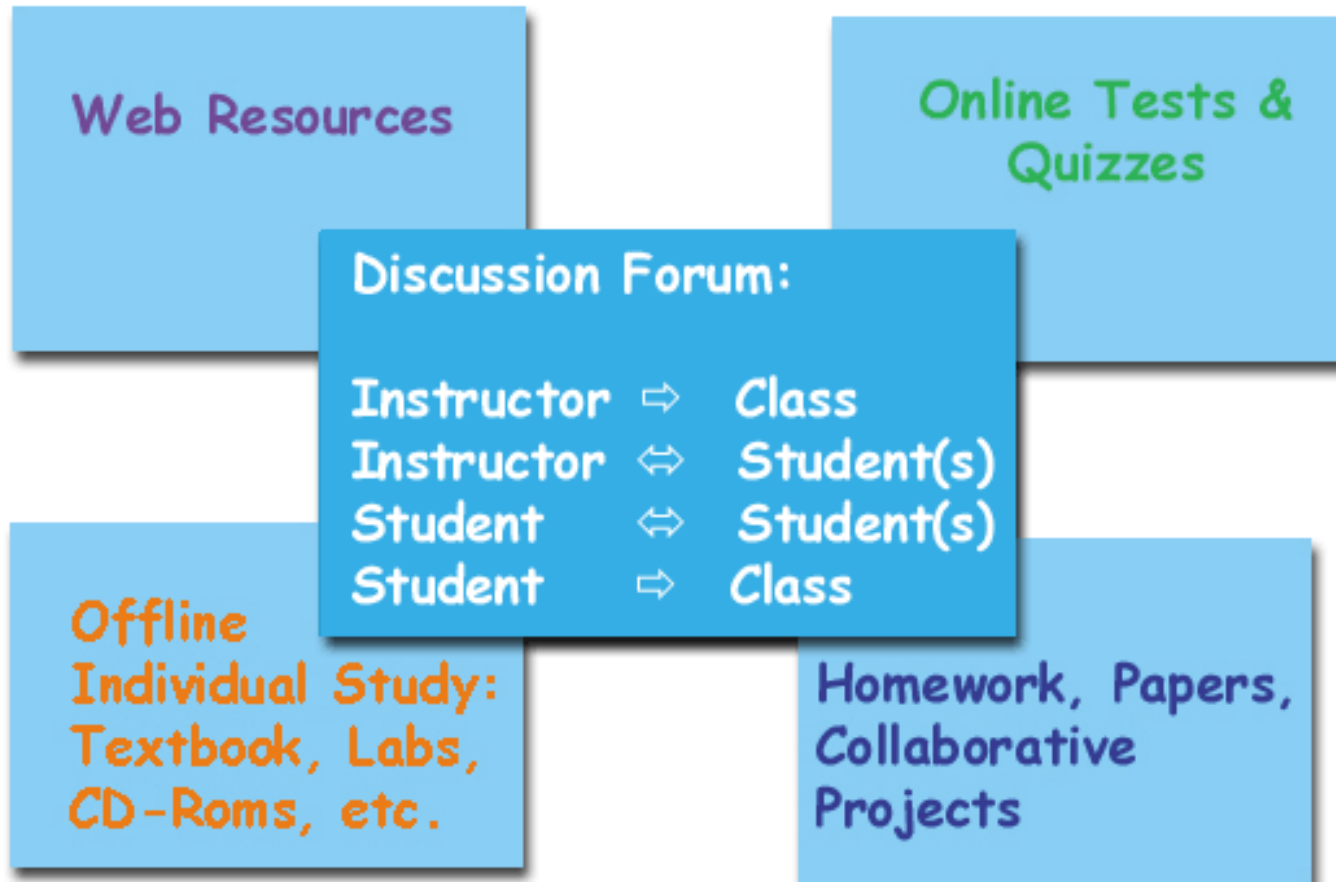 Web Resources
Online Tests &
Quizzes
Discussion Forum:
Instructor ⇨ Class
Instructor ⬄ Student(s)
Student ⬄ Student(s)
Student ⇨ Class
Offline
Individual Study:
Textbook, Labs,
CD-Roms, etc.
Homework, Papers,
Collaborative
Projects